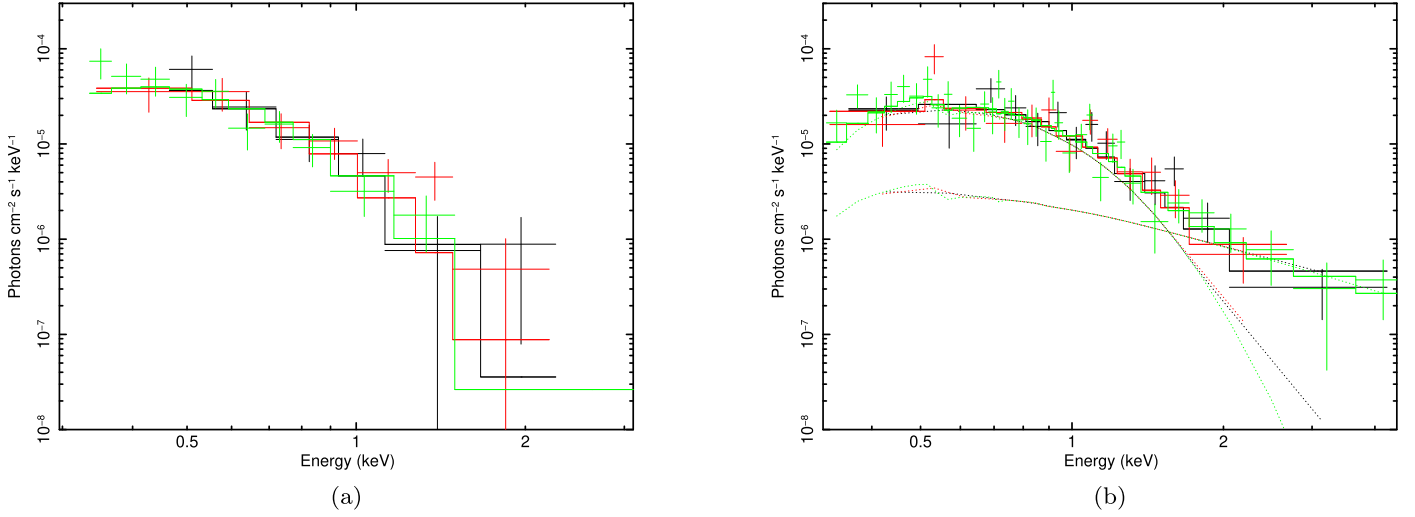 10⁻⁴
10⁻⁵
10⁻⁶
10⁻⁷
10⁻⁸
Photons cm⁻² s⁻¹ keV⁻¹
0.5 1 2
Energy (keV)
(a)
10⁻⁴
10⁻⁵
10⁻⁶
10⁻⁷
10⁻⁸
Photons cm⁻² s⁻¹ keV⁻¹
0.5 1 2
Energy (keV)
(b)